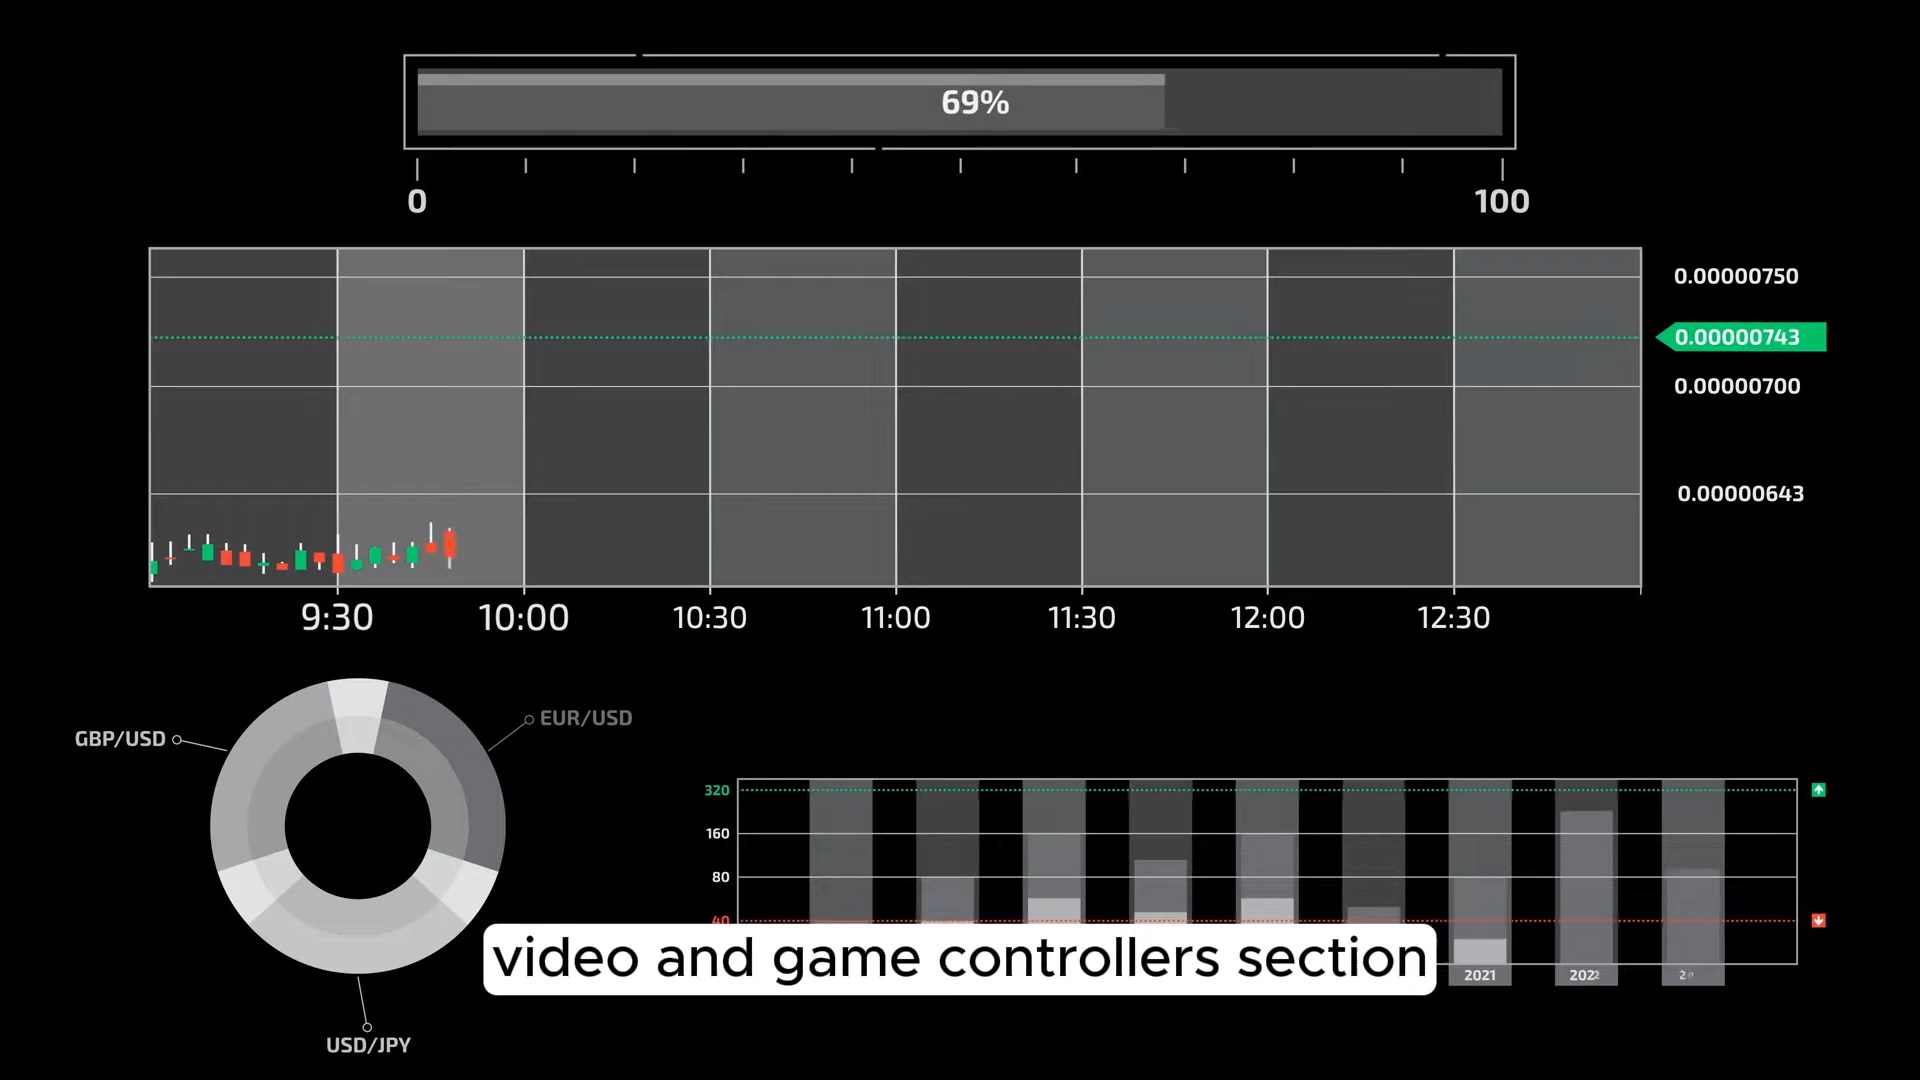 69%
0 100
0.00000750
0.00000743
0.00000700
0.00000643
9:30 10:00 10:30 11:00 11:30 12:00 12:30
GBP/USD
EUR/USD
USD/JPY
320
160
80
40
video and game controllers section
2021 2022